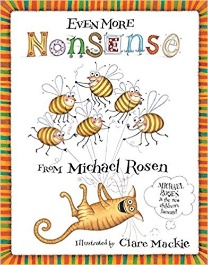 EVEN MORE
NoNSENSe
FROM MICHAEL ROSEN
MICHAEL
ROSEN
is the new
children's
laureate!
Illustrated by Clare Mackie